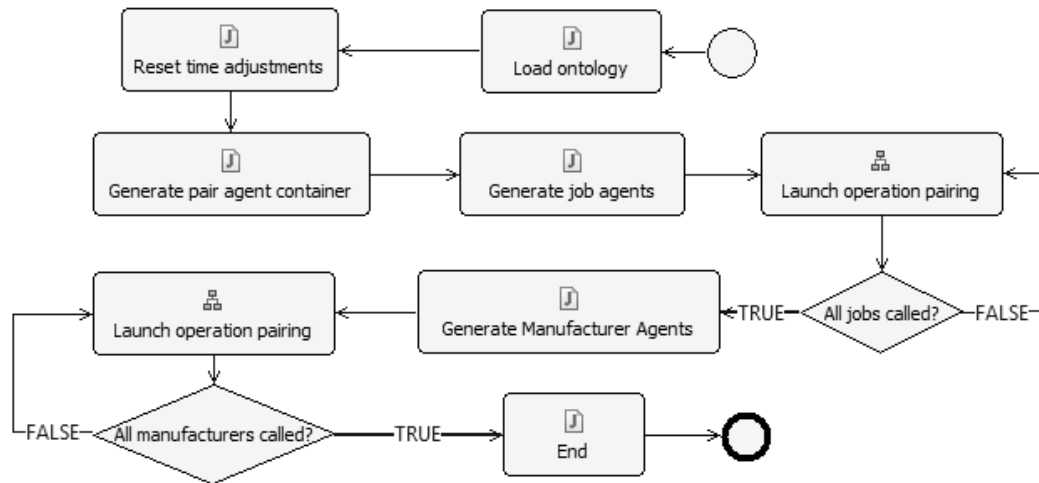 Reset time adjustments
Load ontology
Generate pair agent container
Generate job agents
Launch operation pairing
Launch operation pairing
Generate Manufacturer Agents
TRUE
All jobs called?
FALSE
FALSE
All manufacturers called?
TRUE
End